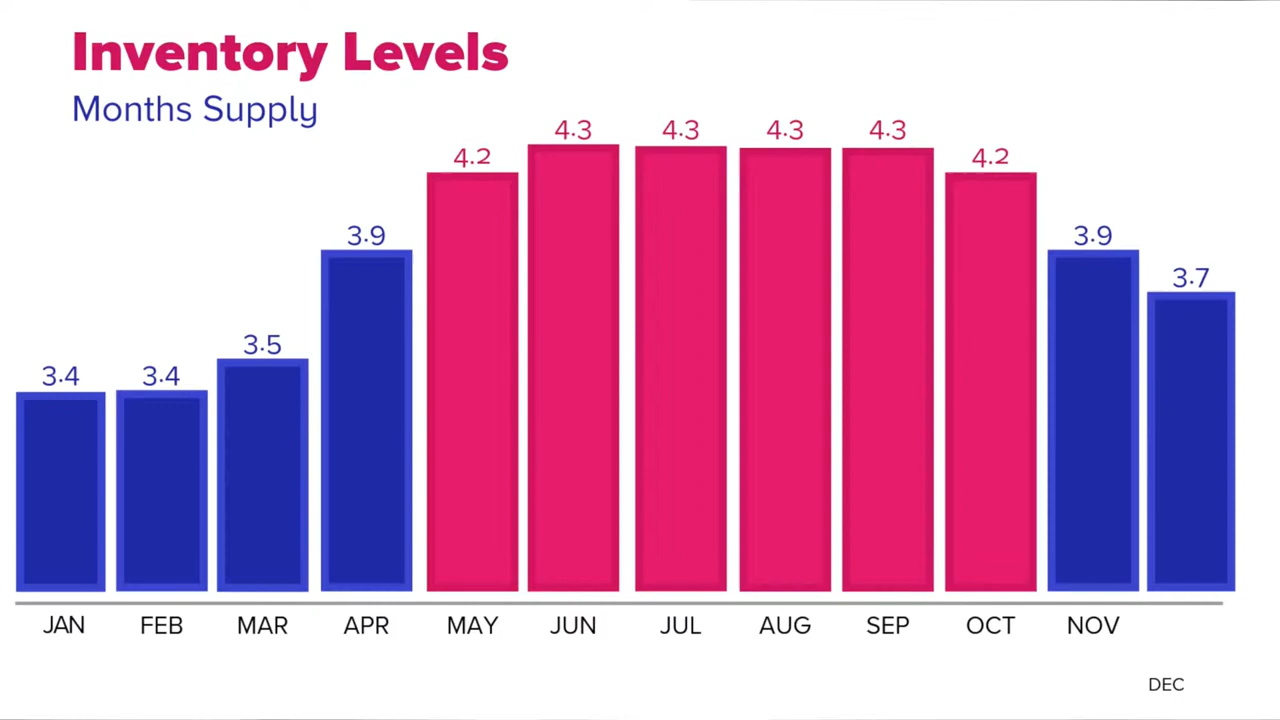 Inventory Levels
Months Supply
3.4 3.4 3.5 3.9 4.2 4.3 4.3 4.3 4.3 4.2 3.9 3.7
JAN FEB MAR APR MAY JUN JUL AUG SEP OCT NOV
DEC